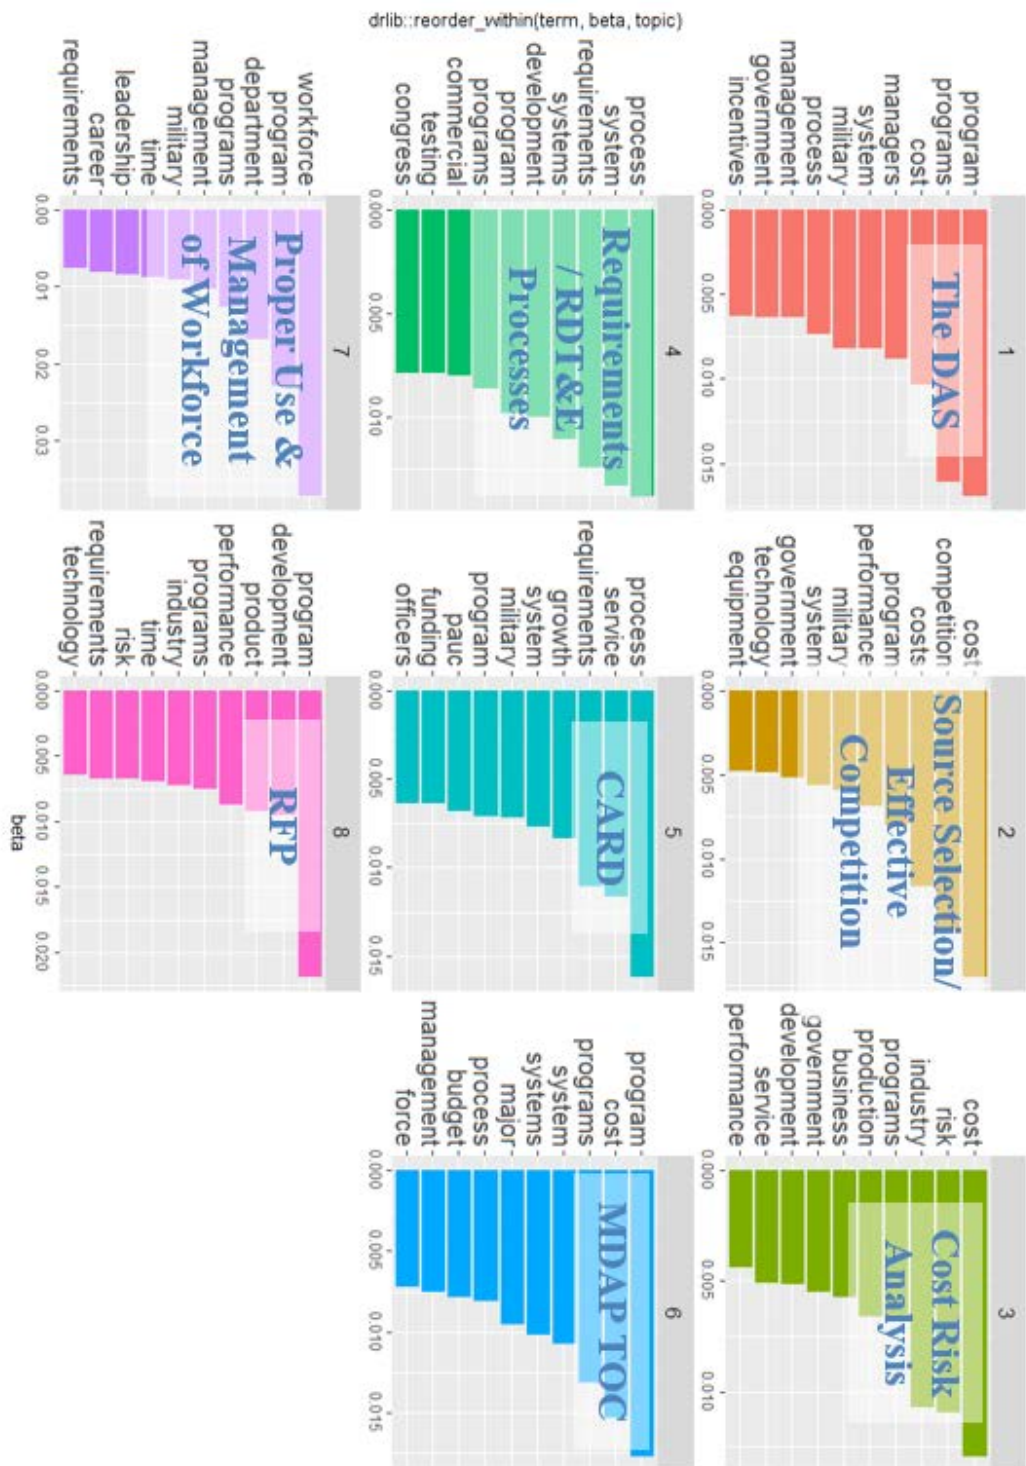 drlib::reorder_within(term, beta, topic)
1
program
programs
cost
managers
system
military
process
management
government
incentives
The DAS
0.000
0.005
0.010
0.015
2
cost
competition
costs
program
performance
military
system
government
technology
equipment
Source Selection/
Effective
Competition
0.000
0.005
0.010
0.015
3
cost
risk
industry
programs
production
business
government
development
service
performance
Cost Risk
Analysis
0.000
0.005
0.010
4
process
system
requirements
systems
development
program
programs
commercial
testing
congress
Requirements
/ RDT&E
Processes
0.000
0.005
0.010
5
process
service
requirements
growth
system
military
program
pauc
funding
officers
CARD
0.000
0.005
0.010
0.015
6
program
cost
programs
system
systems
major
process
budget
management
force
MDAP TOC
0.000
0.005
0.010
0.015
7
workforce
program
department
programs
management
military
time
leadership
career
requirements
Proper Use &
Management
of Workforce
0.00
0.01
0.02
0.03
8
program
development
product
performance
programs
industry
time
risk
requirements
technology
RFP
0.000
0.005
0.010
0.015
0.020
beta